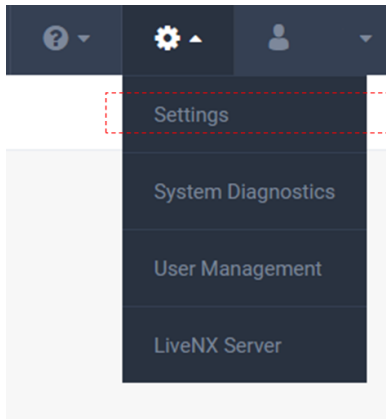 Settings
System Diagnostics
User Management
LiveNX Server